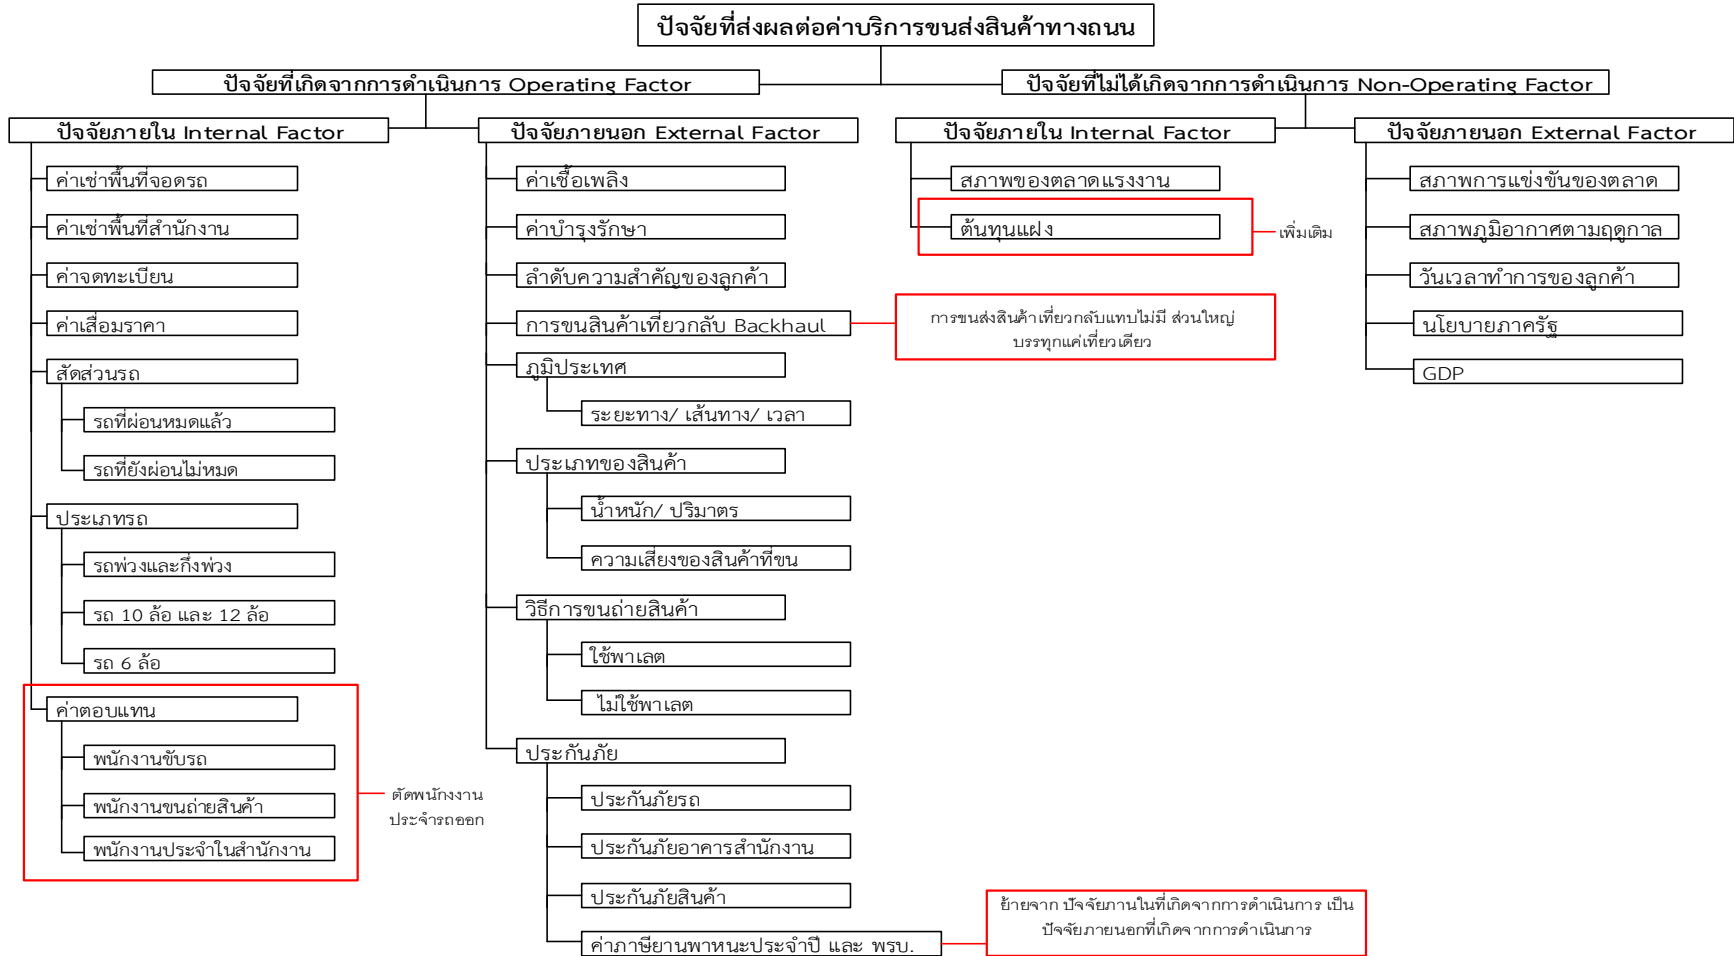 ปัจจัยที่ส่งผลต่อค่าบริการขนส่งสินค้าทางถนน
ปัจจัยที่เกิดจากการดำเนินการ Operating Factor
ปัจจัยที่ไม่ได้เกิดจากการดำเนินการ Non-Operating Factor
ปัจจัยภายใน Internal Factor
ค่าเช่าพื้นที่จอดรถ
ค่าเช่าพื้นที่สำนักงาน
ค่าจดทะเบียน
ค่าเสื่อมราคา
สัดส่วนรถ
รถที่ผ่อนหมดแล้ว
รถที่ยังผ่อนไม่หมด
ประเภทรถ
รถพ่วงและกึ่งพ่วง
รถ 10 ล้อ และ 12 ล้อ
รถ 6 ล้อ
ค่าตอบแทน
พนักงานขับรถ
พนักงานขนถ่ายสินค้า
พนักงานประจำในสำนักงาน
ตัดพนักงงาน
ประจำรถออก
ปัจจัยภายนอก External Factor
ค่าเชื้อเพลิง
ค่าบำรุงรักษา
ลำดับความสำคัญของลูกค้า
การขนสินค้าเที่ยวกลับ Backhaul
การขนส่งสินค้าเที่ยวกลับแทบไม่มี ส่วนใหญ่
บรรทุกแค่เที่ยวเดียว
ภูมิประเทศ
ระยะทาง/ เส้นทาง/ เวลา
ประเภทของสินค้า
น้ำหนัก/ ปริมาตร
ความเสี่ยงของสินค้าที่ขน
วิธีการขนถ่ายสินค้า
ใช้พาเลต
ไม่ใช้พาเลต
ประกันภัย
ประกันภัยรถ
ประกันภัยอาคารสำนักงาน
ประกันภัยสินค้า
ค่าภาษียานพาหนะประจำปี และ พรบ.
ย้ายจาก ปัจจัยภานในที่เกิดจากการดำเนินการ เป็น
ปัจจัยภายนอกที่เกิดจากการดำเนินการ
ปัจจัยภายใน Internal Factor
สภาพของตลาดแรงงาน
ต้นทุนแฝง
เพิ่มเติม
ปัจจัยภายนอก External Factor
สภาพการแข่งขันของตลาด
สภาพภูมิอากาศตามฤดูกาล
วันเวลาทำการของลูกค้า
นโยบายภาครัฐ
GDP